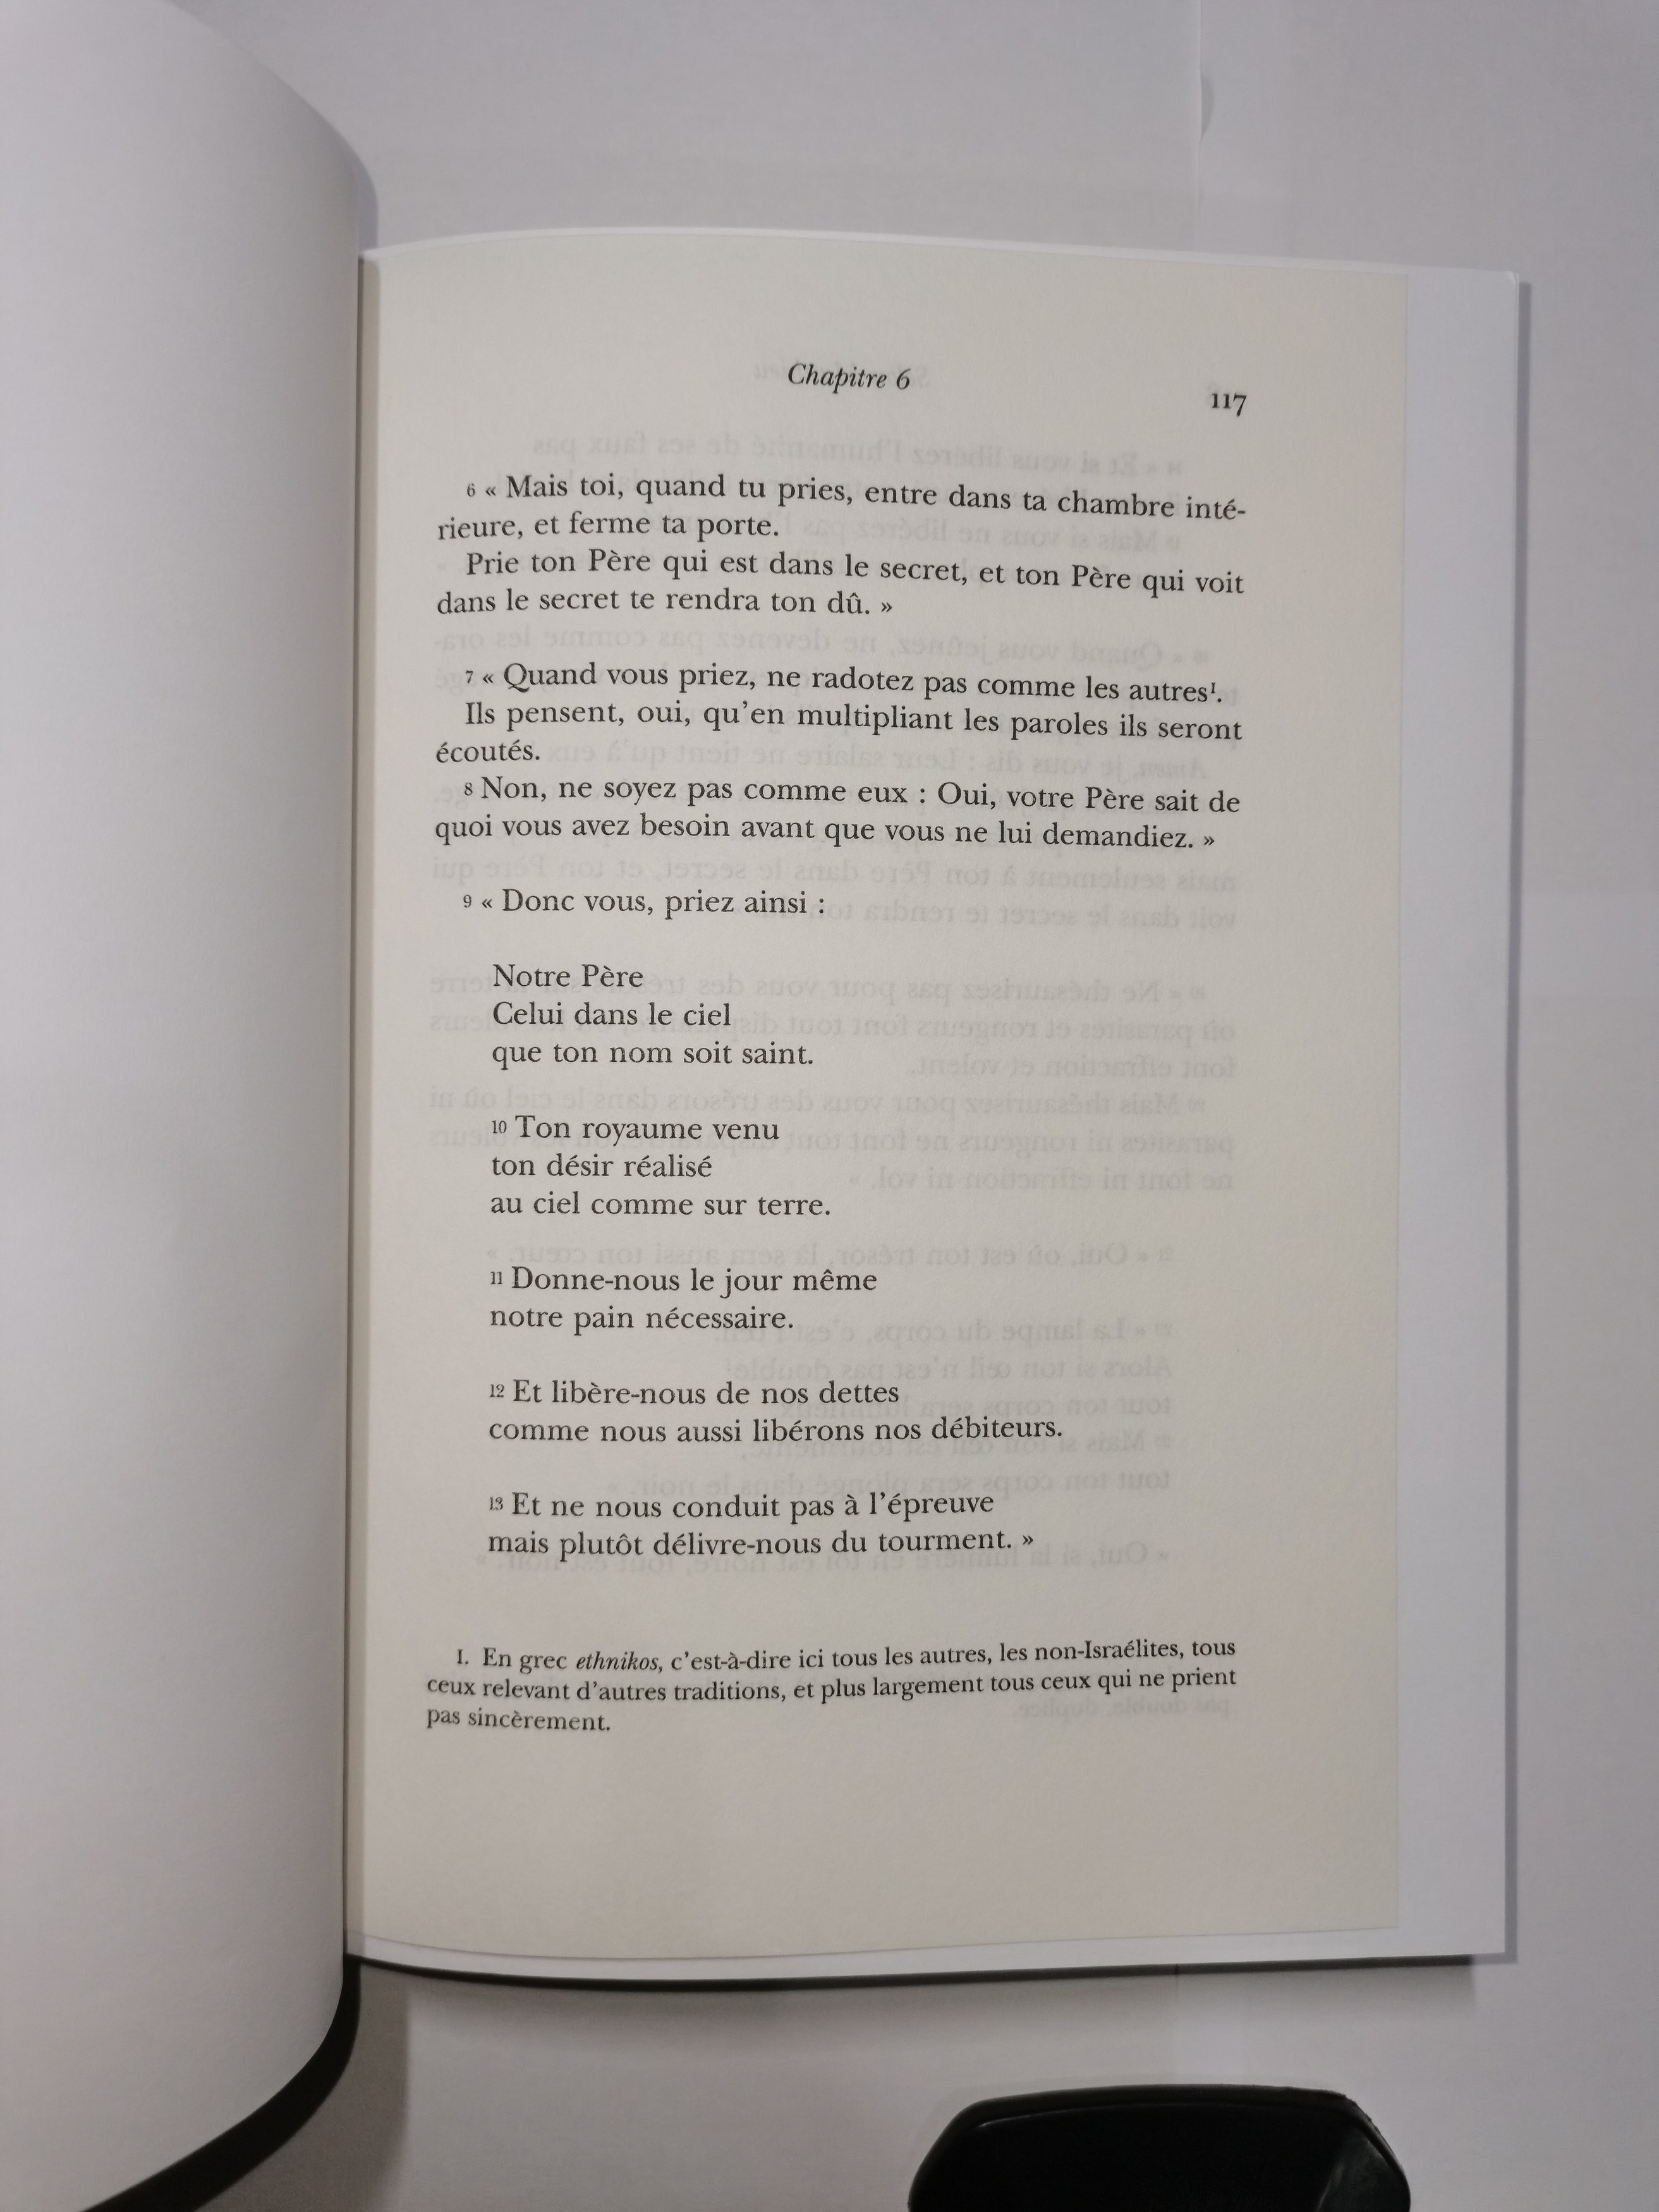 Chapitre 6
117
6 « Mais toi, quand tu pries, entre dans ta chambre inté-
rieure, et ferme ta porte.
Prie ton Père qui est dans le secret, et ton Père qui voit
dans le secret te rendra ton dû. »
7 « Quand vous priez, ne radotez pas comme les autres¹.
Ils pensent, oui, qu’en multipliant les paroles ils seront
écoutés.
8 Non, ne soyez pas comme eux : Oui, votre Père sait de
quoi vous avez besoin avant que vous ne lui demandiez. »
9 « Donc vous, priez ainsi :
Notre Père
Celui dans le ciel
que ton nom soit saint.
10 Ton royaume venu
ton désir réalisé
au ciel comme sur terre.
11 Donne-nous le jour même
notre pain nécessaire.
12 Et libère-nous de nos dettes
comme nous aussi libérons nos débiteurs.
13 Et ne nous conduit pas à l’épreuve
mais plutôt délivre-nous du tourment. »
1. En grec ethnikos, c’est-à-dire ici tous les autres, les non-Israélites, tous
ceux relevant d’autres traditions, et plus largement tous ceux qui ne prient
pas sincèrement.